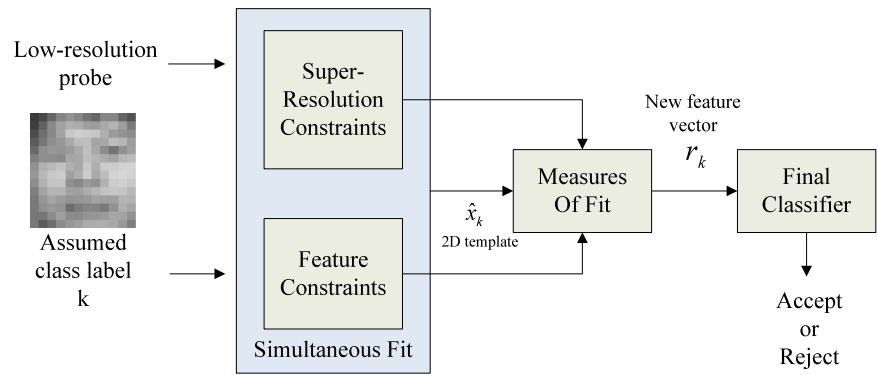 Low-resolution
probe
Assumed
class label
k
Super-
Resolution
Constraints
Feature
Constraints
Simultaneous Fit
x̂ₖ
2D template
Measures
Of Fit
New feature
vector
rₖ
Final
Classifier
Accept
or
Reject